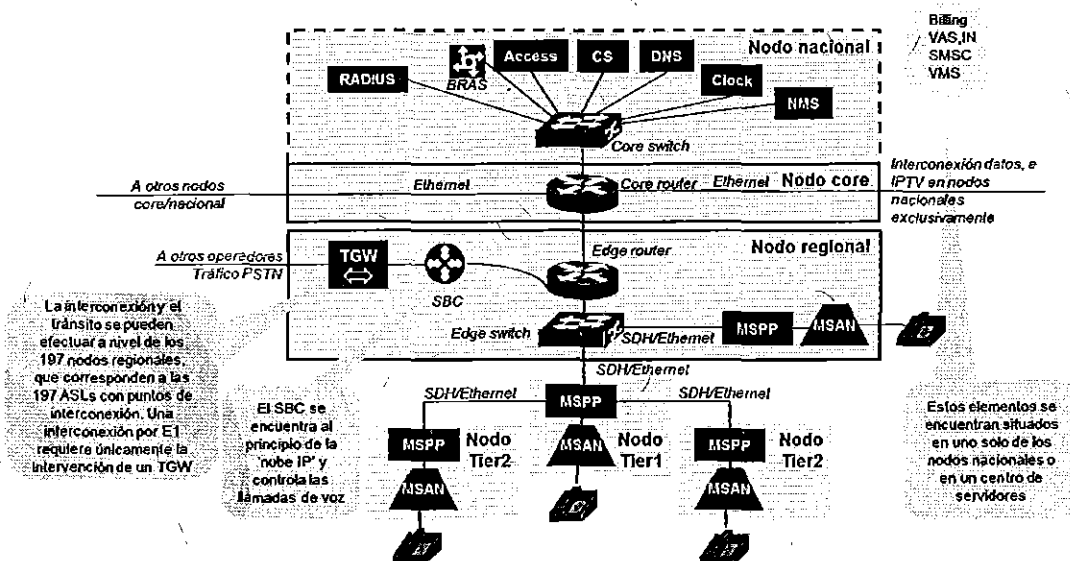 Billing
VAS,IN
SMSC
VMS
Nodo nacional
Access
CS
DNS
RADIUS
BRAS
Clock
NMS
Core switch
A otros nodos
core/nacional
Ethernet
Core router
Ethernet
Nodo core
Interconexión datos, e
IPTV en nodos
nacionales
exclusivamente
Nodo regional
Edge router
A otros operadores
Tráfico PSTN
TGW
SBC
Edge switch
SDH/Ethernet
MSPP
MSAN
La interconexión y el
tránsito se pueden
efectuar a nivel de los
197 nodos regionales,
que corresponden a las
197 ASLs con puntos de
interconexión. Una
interconexión por E1
requiere únicamente la
intervención de un TGW
El SBC se
encuentra al
principio de la
'nube IP' y
controla las
llamadas de voz
SDH/Ethernet
SDH/Ethernet
MSPP
SDH/Ethernet
MSPP
Nodo
Tier2
MSAN
MSAN
Nodo
Tier1
MSPP
Nodo
Tier2
MSAN
Estos elementos se
encuentran situados
en uno solo de los
nodos nacionales o
en un centro de
servidores